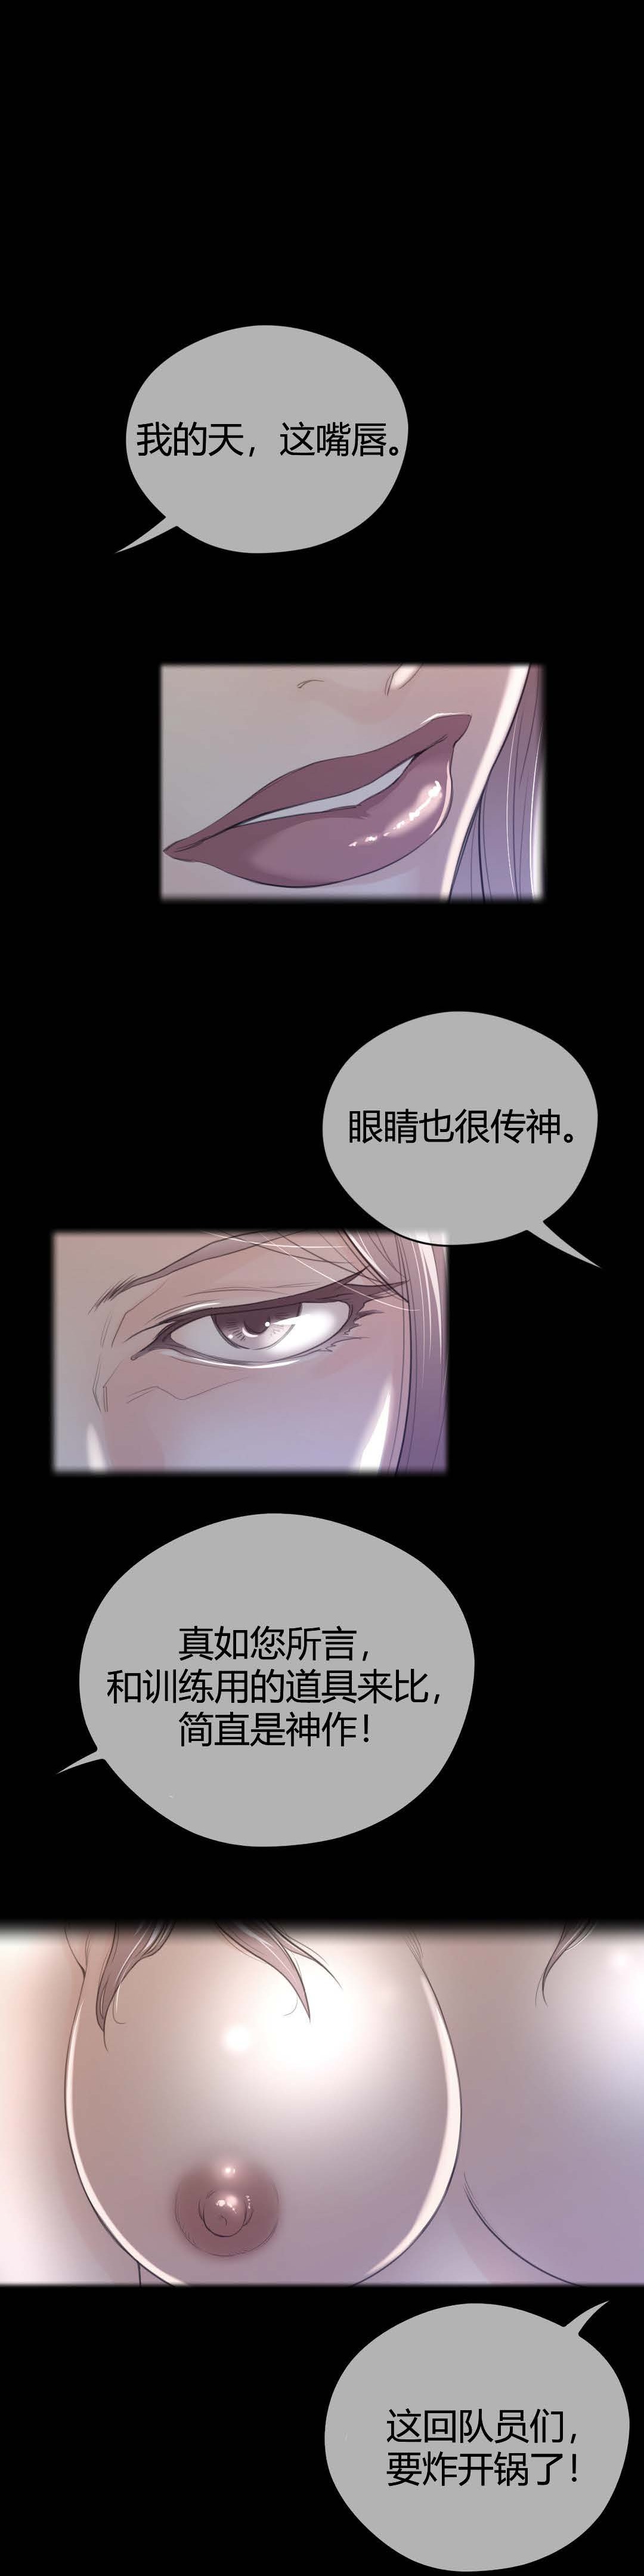 我的天，这嘴唇。
眼睛也很传神。
真如您所言，
和训练用的道具来比，
简直是神作！
这回队员们，
要炸开锅了！